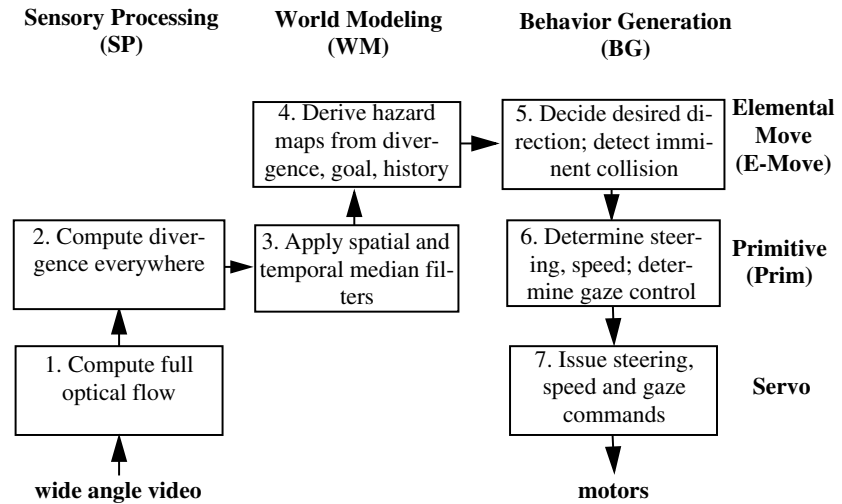 Sensory Processing
(SP)
World Modeling
(WM)
Behavior Generation
(BG)
4. Derive hazard
maps from diver-
gence, goal, history
5. Decide desired di-
rection; detect immi-
nent collision
Elemental
Move
(E-Move)
2. Compute diver-
gence everywhere
3. Apply spatial and
temporal median fil-
ters
6. Determine steer-
ing, speed; deter-
mine gaze control
Primitive
(Prim)
1. Compute full
optical flow
7. Issue steering,
speed and gaze
commands
Servo
wide angle video
motors